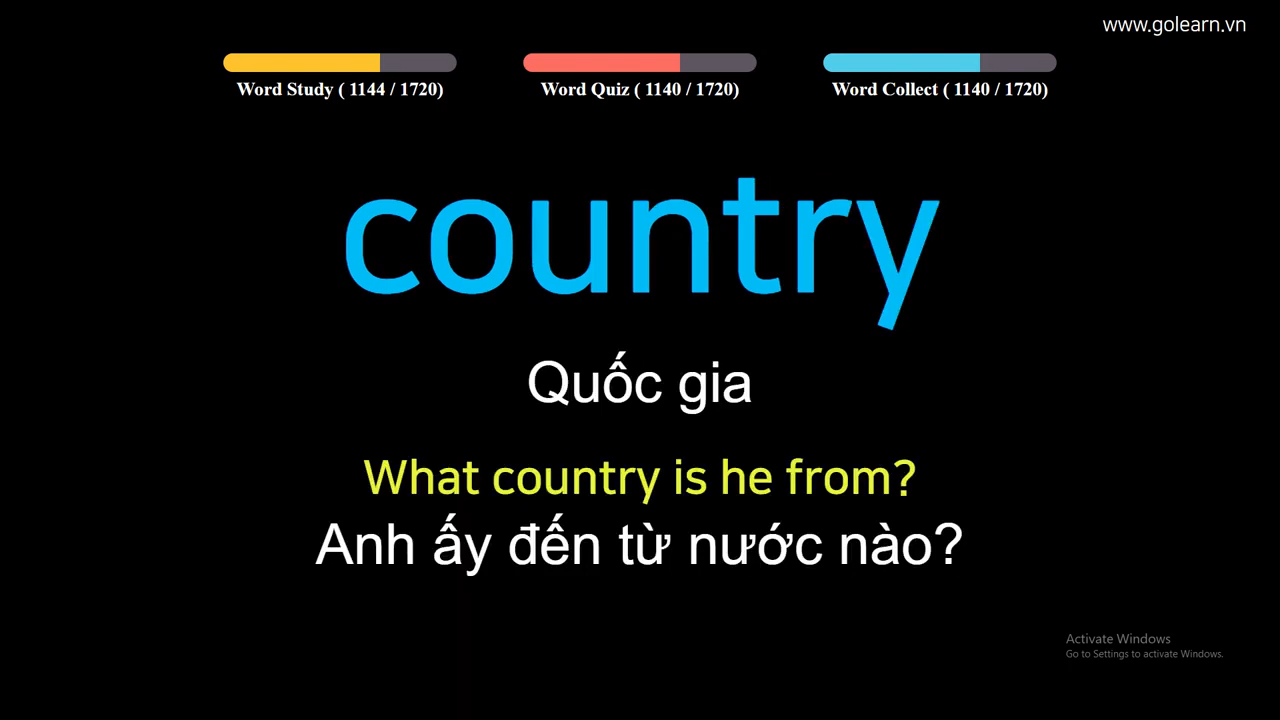 www.golearn.vn
Word Study ( 1144 / 1720) Word Quiz ( 1140 / 1720) Word Collect ( 1140 / 1720)
country
Quốc gia
What country is he from?
Anh ấy đến từ nước nào?
Activate Windows
Go to Settings to activate Windows.